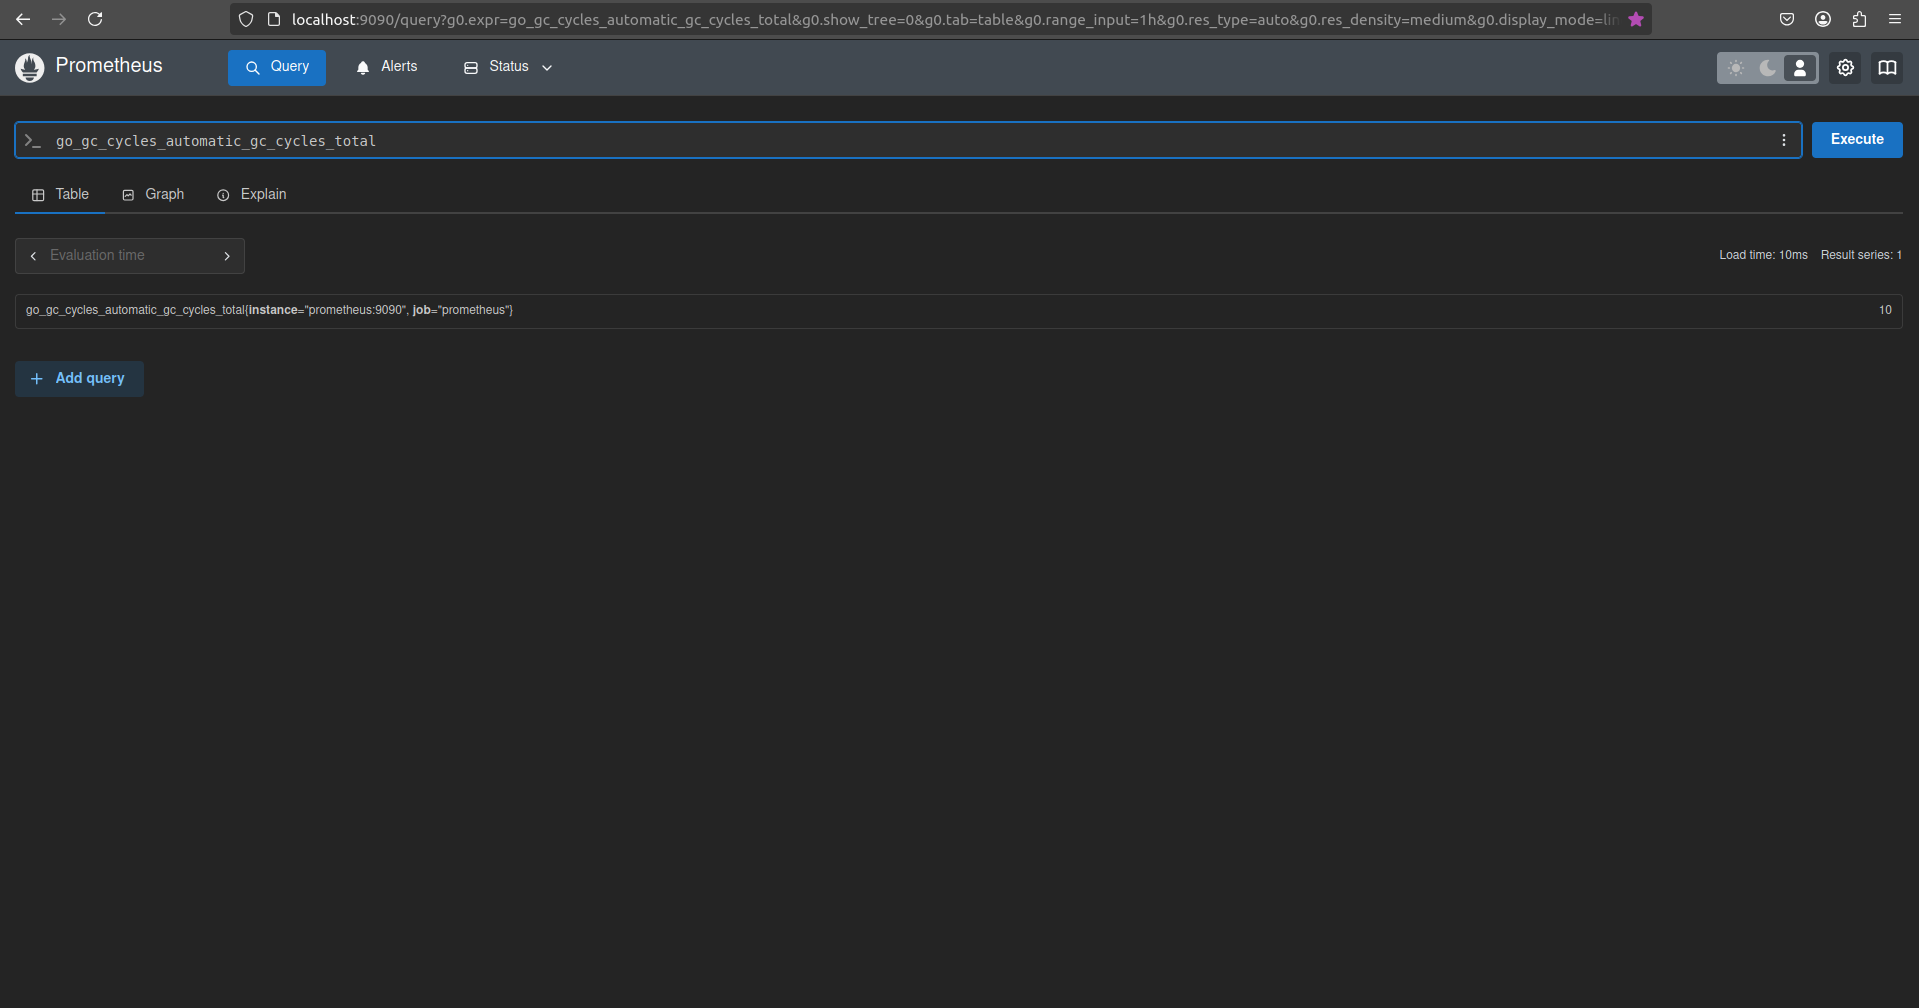 localhost:9090/query?g0.expr=go_gc_cycles_automatic_gc_cycles_total&g0.show_tree=0&g0.tab=table&g0.range_input=1h&g0.res_type=auto&g0.res_density=medium&g0.display_mode=lin
Prometheus Query Alerts Status
>_ go_gc_cycles_automatic_gc_cycles_total Execute
Table Graph Explain
Evaluation time Load time: 10ms Result series: 1
go_gc_cycles_automatic_gc_cycles_total{instance="prometheus:9090", job="prometheus"} 10
+ Add query